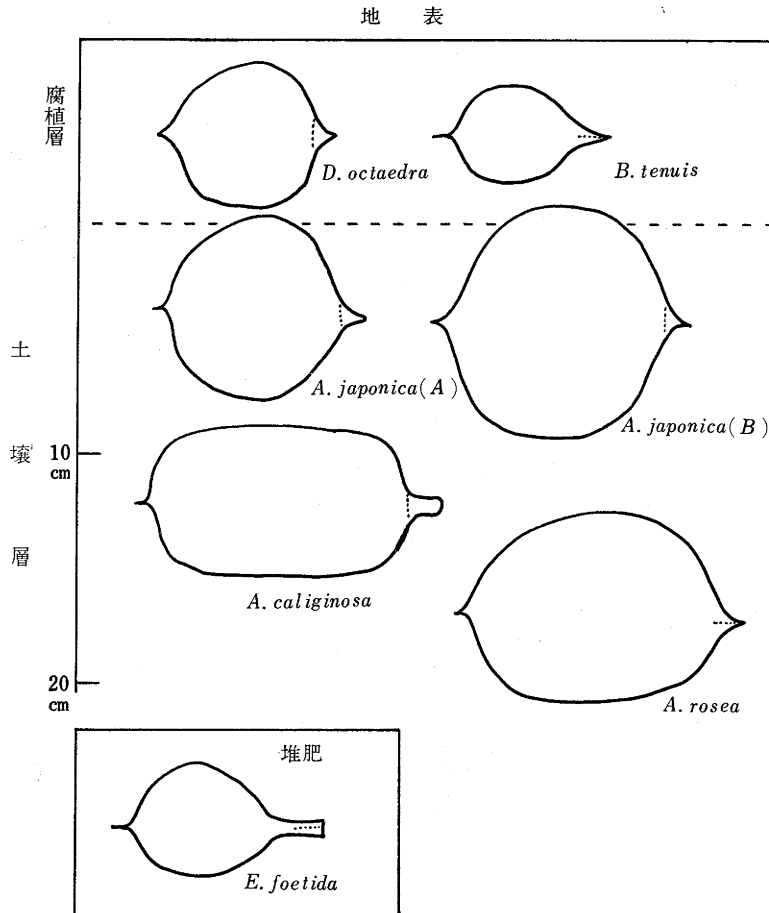 地表
腐植層
D. octaedra
B. tenuis
A. japonica(A)
A. japonica(B)
土壌層
10
cm
A. caliginosa
20
cm
A. rosea
堆肥
E. foetida